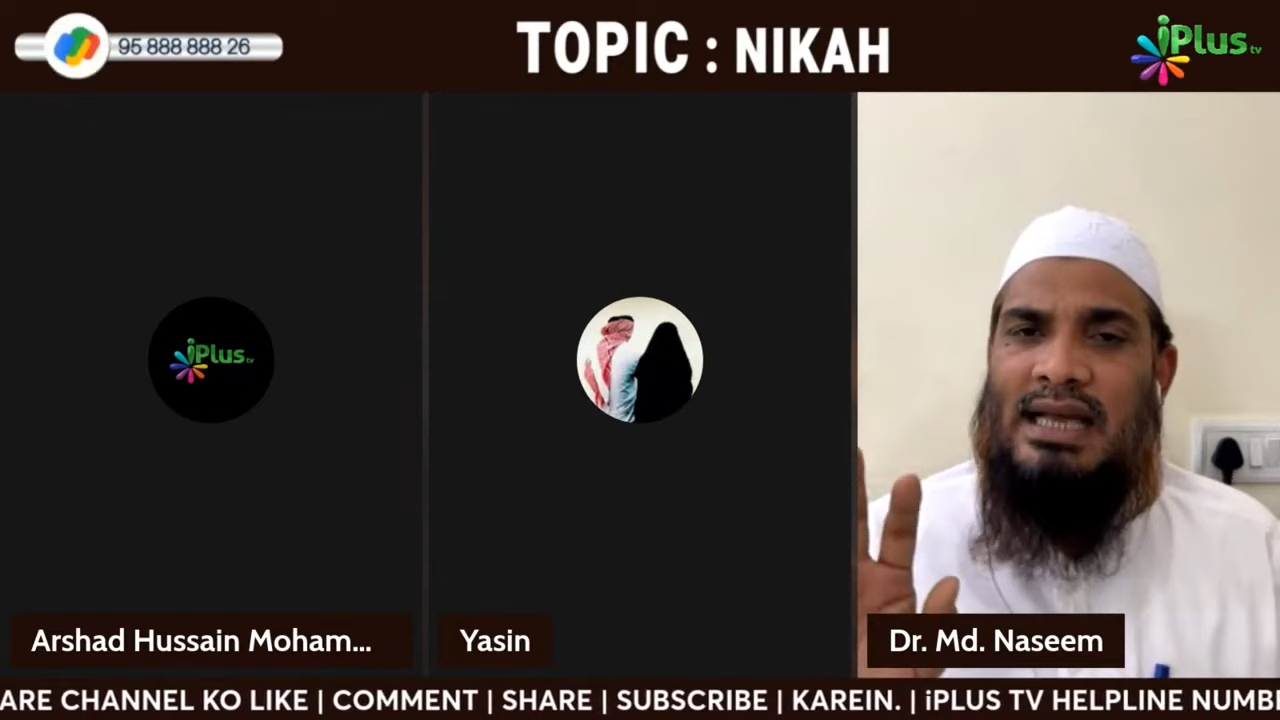 95 888 888 26
TOPIC : NIKAH
iPlus tv
iPlus tv
Arshad Hussain Moham...
Yasin
Dr. Md. Naseem
ARE CHANNEL KO LIKE | COMMENT | SHARE | SUBSCRIBE | KAREIN. | iPLUS TV HELPLINE NUMB